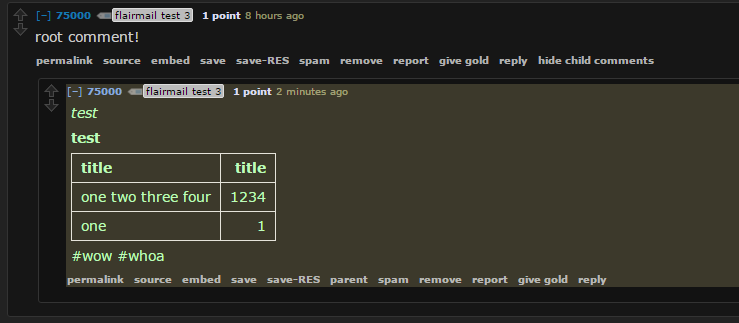 [–] 75000 flairmail test 3 1 point 8 hours ago
root comment!
permalink source embed save save-RES spam remove report give gold reply hide child comments
[–] 75000 flairmail test 3 1 point 2 minutes ago
test
test
title title
one two three four 1234
one 1
#wow #whoa
permalink source embed save save-RES parent spam remove report give gold reply